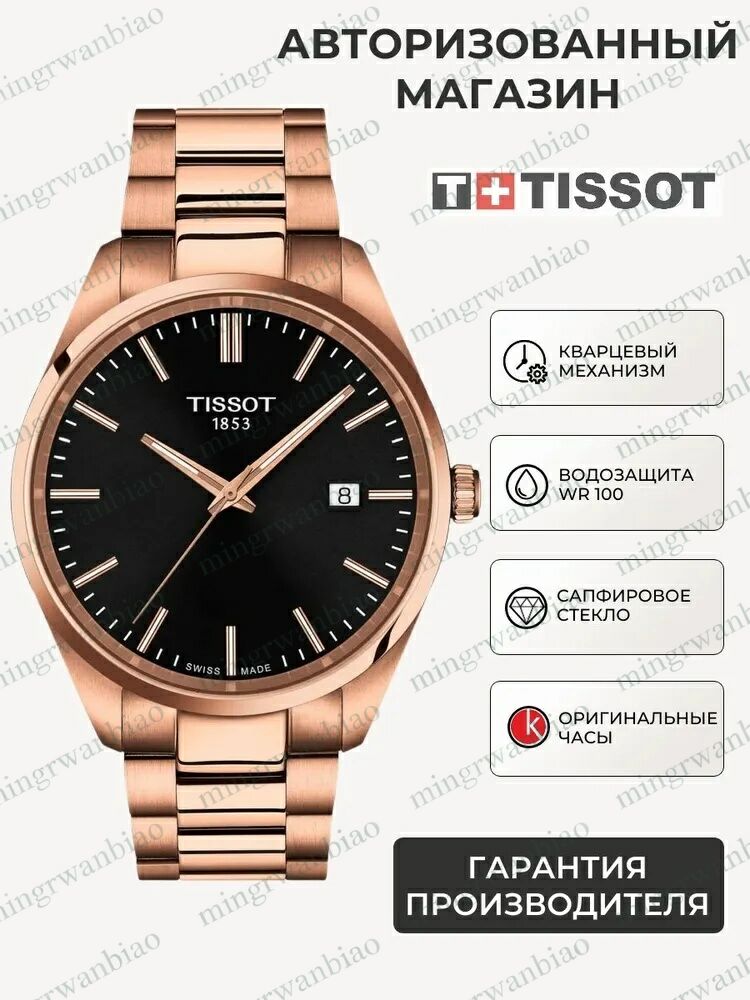 АВТОРИЗОВАННЫЙ
МАГАЗИН
T+TISSOT
TISSOT
1853
8
SWISS MADE
КВАРЦЕВЫЙ
МЕХАНИЗМ
ВОДОЗАЩИТА
WR 100
САПФИРОВОЕ
СТЕКЛО
k
ОРИГИНАЛЬНЫЕ
ЧАСЫ
ГАРАНТИЯ
ПРОИЗВОДИТЕЛЯ
mingrwanbiao